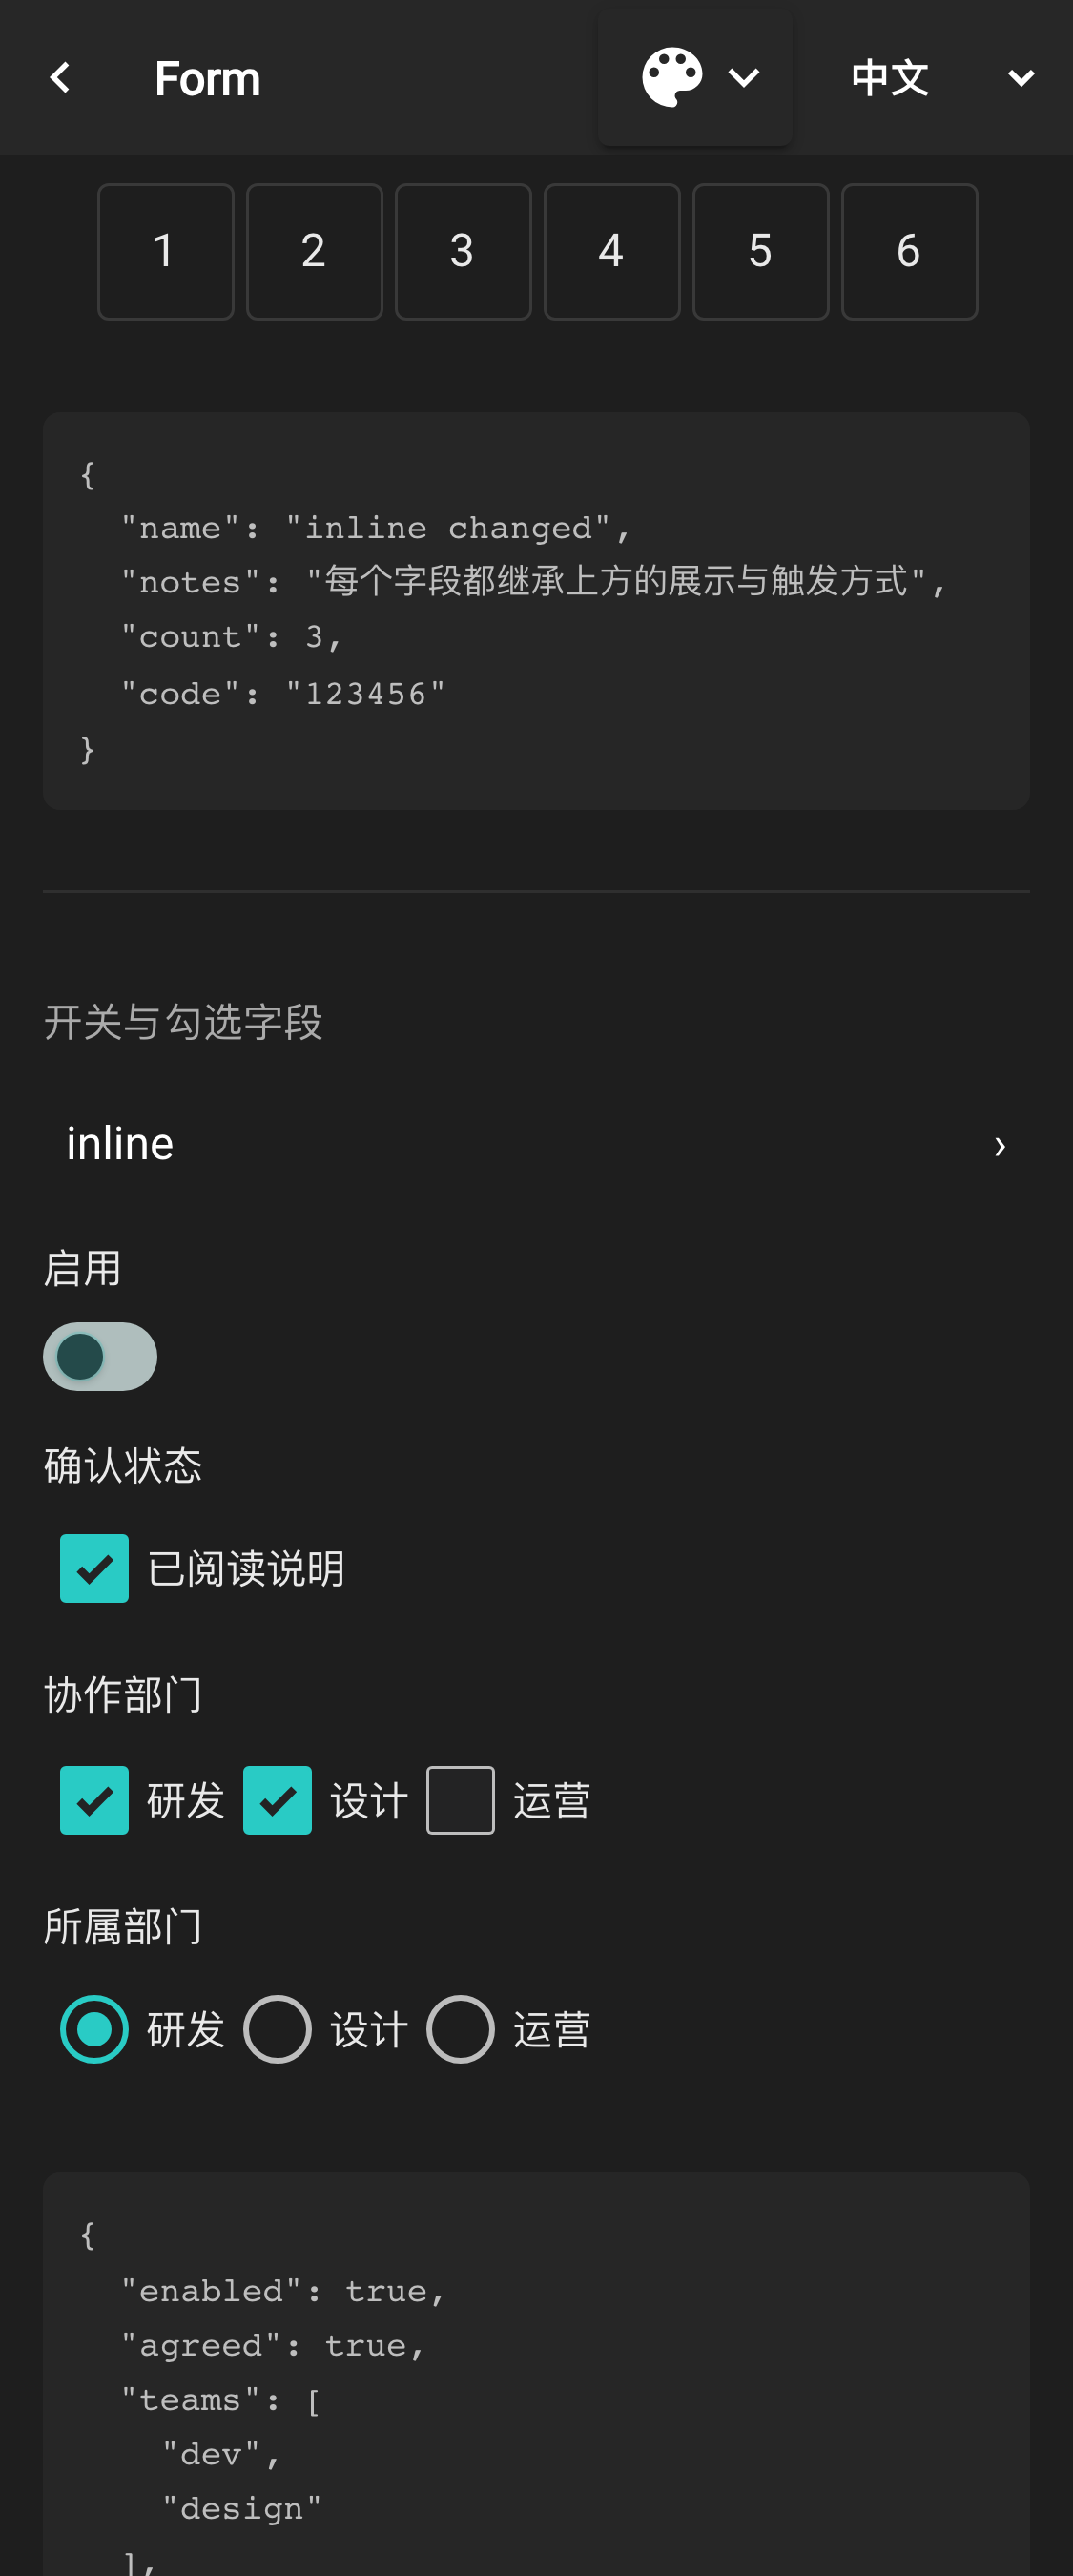 Form
中文
1 2 3 4 5 6
{
  "name": "inline changed",
  "notes": "每个字段都继承上方的展示与触发方式",
  "count": 3,
  "code": "123456"
}
开关与勾选字段
inline ›
启用
确认状态
已阅读说明
协作部门
研发 设计 运营
所属部门
研发 设计 运营
{
  "enabled": true,
  "agreed": true,
  "teams": [
    "dev",
    "design"
  ],